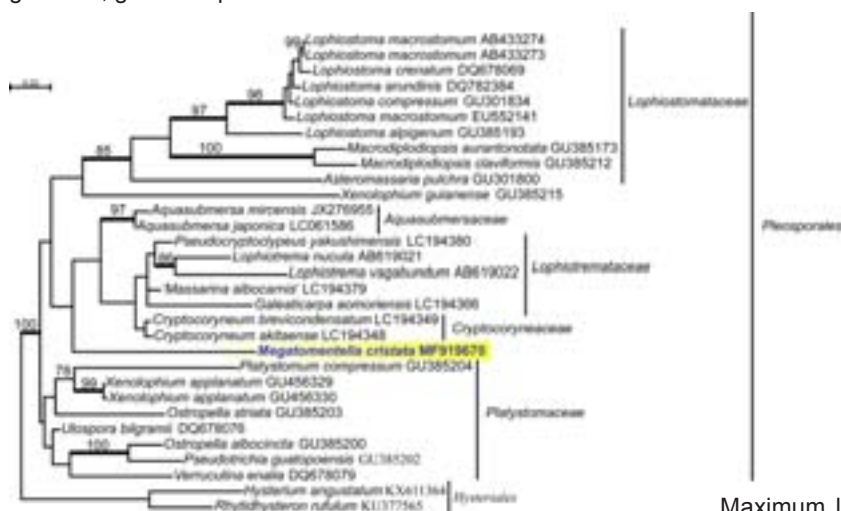 99 Lophiostoma macrostomum AB433274
Lophiostoma macrostomum AB433273
Lophiostoma crenatum DQ678069
Lophiostoma arundinis DQ782384
96 Lophiostoma compressum GU301834
Lophiostomataceae
97 Lophiostoma macrostomum EU552141
Lophiostoma alpigenum GU385193
100 Macrodiplodiopsis aurantonotata GU385173
85 Macrodiplodiopsis claviformis GU385212
Asteromassaria pulchra GU301800
Xenolophium guianense GU385215
97 Aquasubmersa mircensis JX276955
Aquasubmersaceae
Aquasubmersa japonica LC061586
Pleosporales
Pseudocryptoclypeus yakushimensis LC194380
Lophiotrema nucula AB619021
Lophiotrema vagabundum AB619022
Lophiotremataceae
'Massarina albocarnis' LC194379
Galeaticarpa aomoriensis LC194366
Cryptocoryneum brevicondensatum LC194349
Cryptocoryneaceae
Cryptocoryneum akitaense LC194348
100 Megatomentella cristata MF919678
Platystomum compressum GU385204
78
99 Xenolophium applanatum GU456329
Xenolophium applanatum GU456330
Ostropella striata GU385203
Platystomaceae
Ulospora bilgramii DQ678076
100 Ostropella albocincta GU385200
Pseudotrichia guatopoensis GU385202
Verruculina enalia DQ678079
Hysterium angustatum KX611364
Hysteriales
Rhytidhysteron rufulum KU377565
Maximum